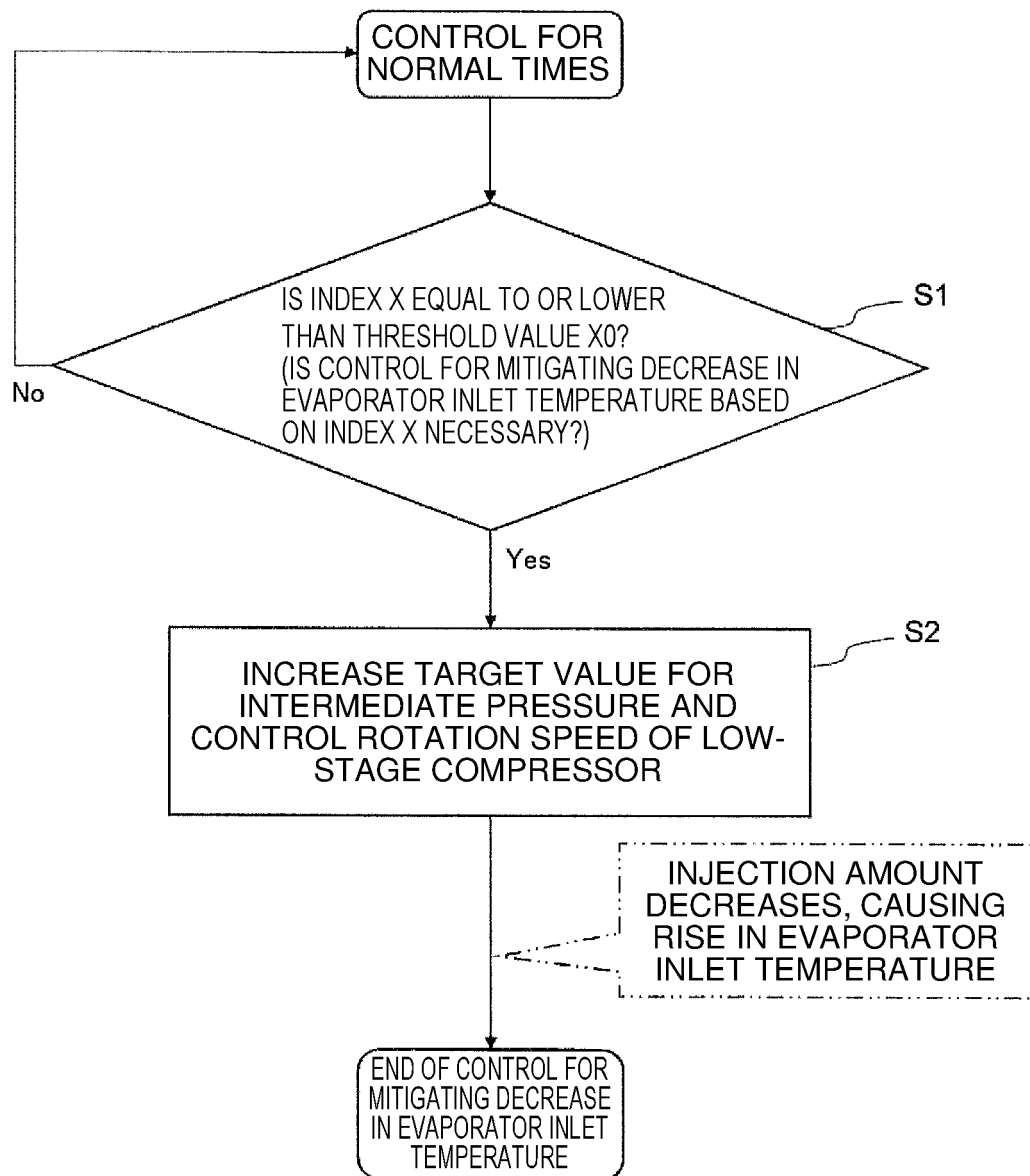 CONTROL FOR
NORMAL TIMES
IS INDEX X EQUAL TO OR LOWER
THAN THRESHOLD VALUE X0?
(IS CONTROL FOR MITIGATING DECREASE IN
EVAPORATOR INLET TEMPERATURE BASED
ON INDEX X NECESSARY?)
S1
No
Yes
S2
INCREASE TARGET VALUE FOR
INTERMEDIATE PRESSURE AND
CONTROL ROTATION SPEED OF LOW-
STAGE COMPRESSOR
INJECTION AMOUNT
DECREASES, CAUSING
RISE IN EVAPORATOR
INLET TEMPERATURE
END OF CONTROL FOR
MITIGATING DECREASE
IN EVAPORATOR INLET
TEMPERATURE